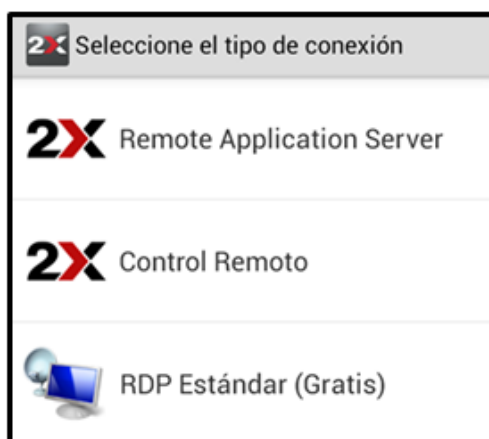 2X Seleccione el tipo de conexión
2X Remote Application Server
2X Control Remoto
RDP Estándar (Gratis)